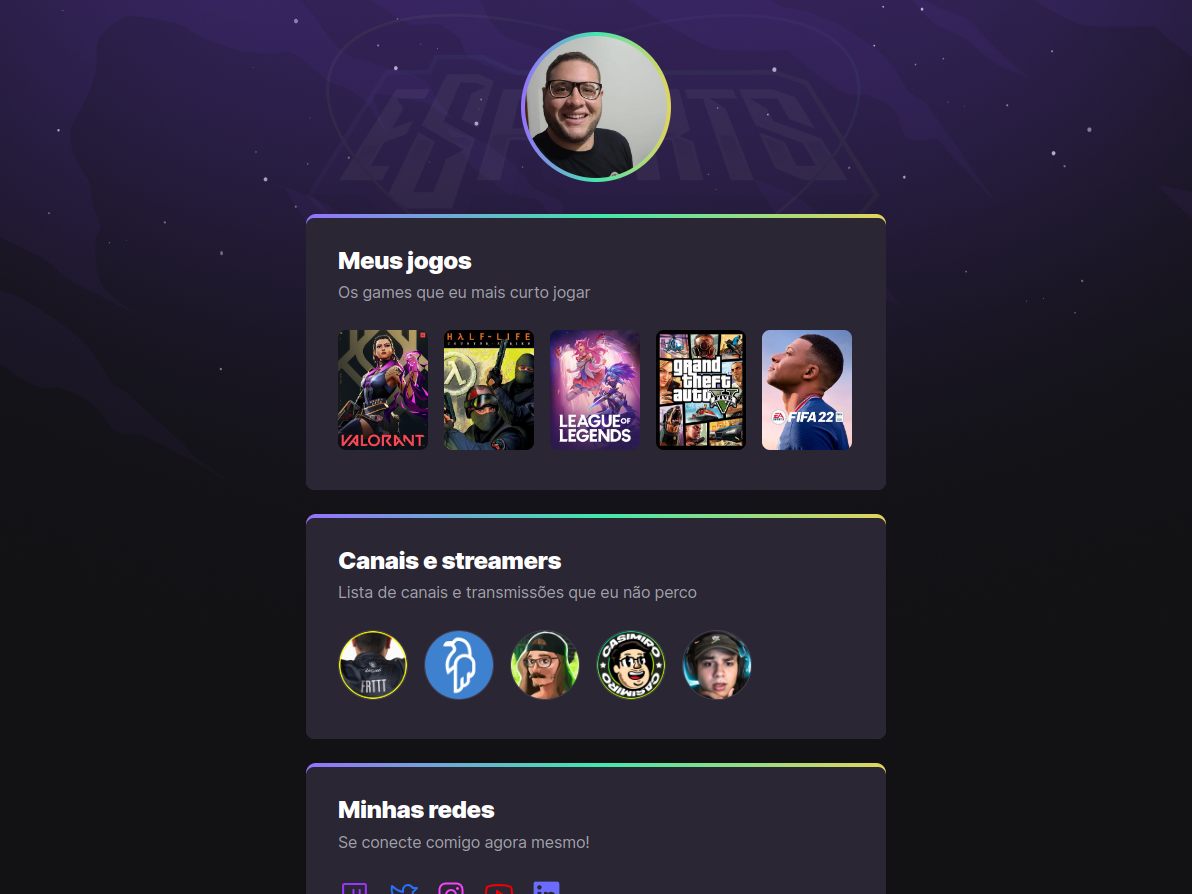 ESPORTS
Meus jogos
Os games que eu mais curto jogar
VALORANT
HALF-LIFE
LEAGUE OF
LEGENDS
grand
theft
auto
V
FIFA 22
Canais e streamers
Lista de canais e transmissões que eu não perco
FRTTT
CASIMIRO
CASIMIRO
Minhas redes
Se conecte comigo agora mesmo!